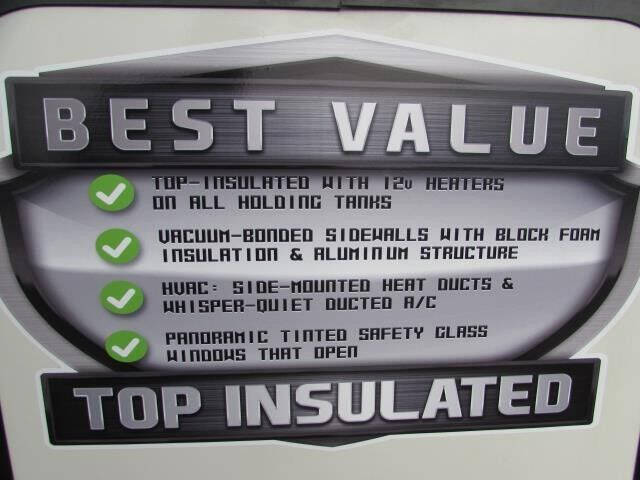 BEST VALUE
TOP-INSULATED WITH 12v HEATERS
ON ALL HOLDING TANKS
VACUUM-BONDED SIDEWALLS WITH BLOCK FOAM
INSULATION & ALUMINUM STRUCTURE
HVAC: SIDE-MOUNTED HEAT DUCTS &
WHISPER-QUIET DUCTED A/C
PANORAMIC TINTED SAFETY GLASS
WINDOWS THAT OPEN
TOP INSULATED